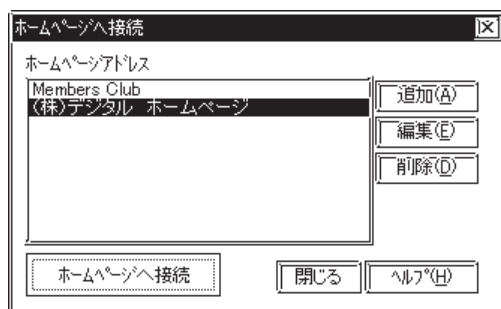 ホームページへ接続
ホームページアドレス
Members Club
(株)デジタル ホームページ
追加(A)
編集(E)
削除(D)
ホームページへ接続
閉じる
ヘルプ(H)